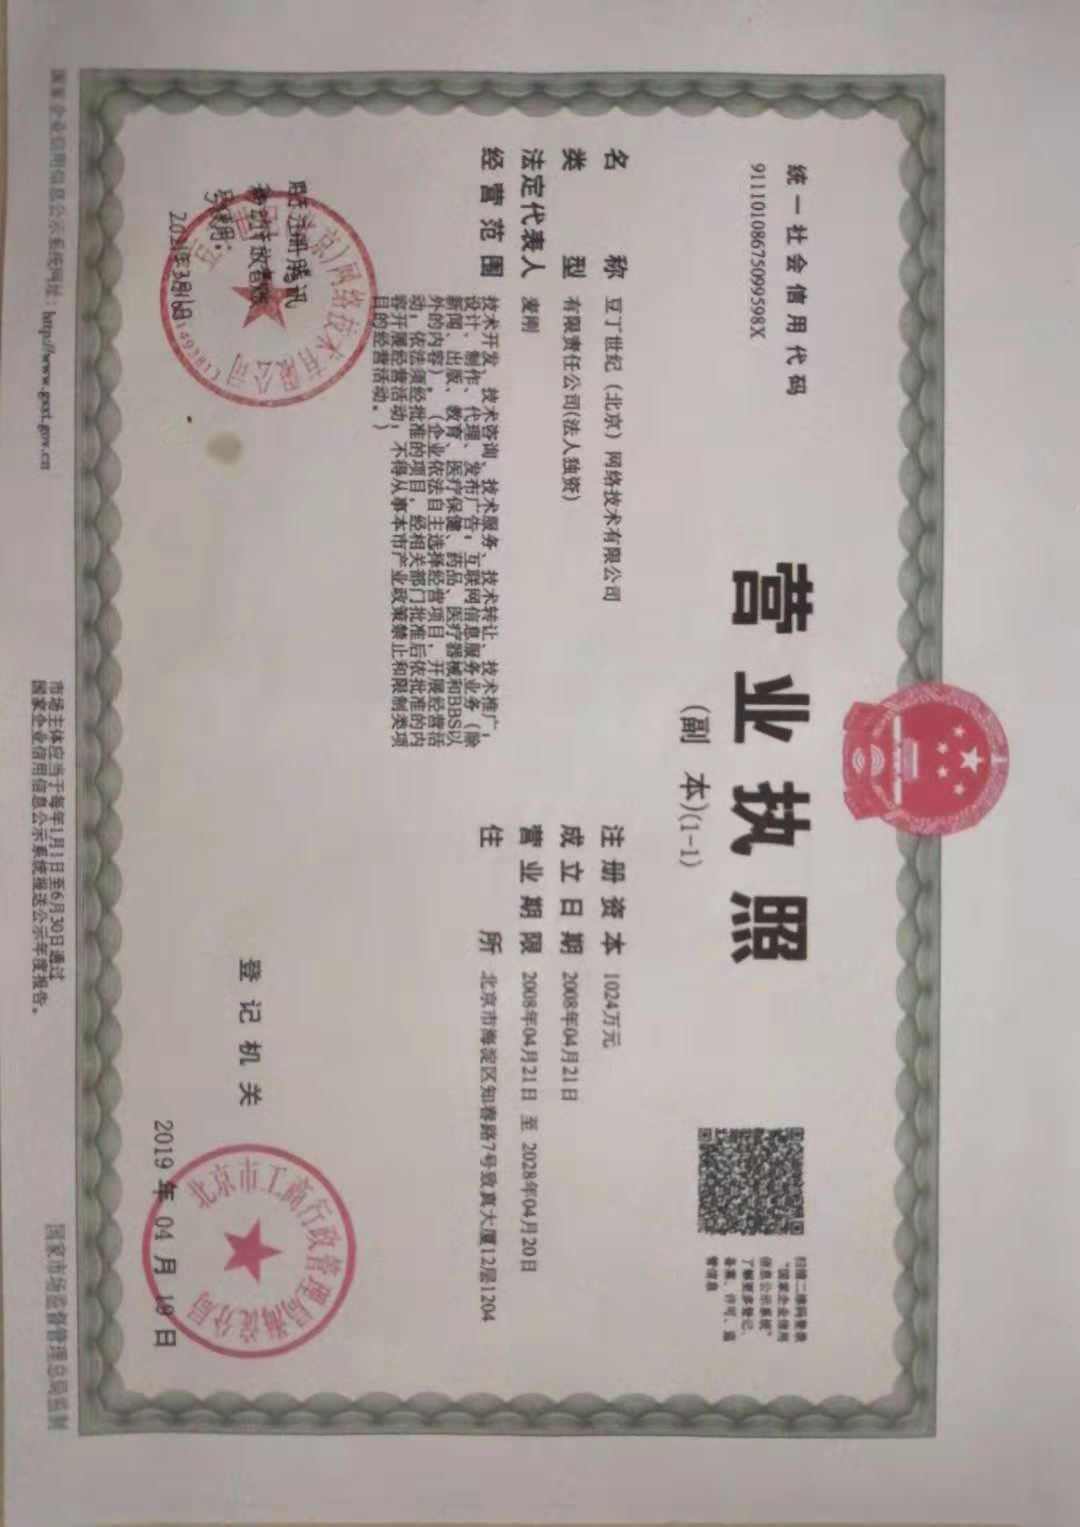 统一社会信用代码
91110108675099598X
营业执照
(副 本)(1-1)
扫描二维码登录
“国家企业信用
信息公示系统”
了解更多登记、
备案、许可、监
管信息
名 称 豆丁世纪（北京）网络技术有限公司
类 型 有限责任公司(法人独资)
法定代表人 麦刚
经营范围 技术开发、技术咨询、技术服务、技术转让、技术推广；
设计、制作、代理、发布广告；互联网信息服务业务（除
新闻、出版、教育、医疗保健、药品、医疗器械和BBS以
外的内容）。（企业依法自主选择经营项目，开展经营活
动；依法须经批准的项目，经相关部门批准后依批准的内
容开展经营活动；不得从事本市产业政策禁止和限制类项
目的经营活动。）
注册资本 1024万元
成立日期 2008年04月21日
营业期限 2008年04月21日 至 2028年04月20日
住 所 北京市海淀区知春路7号致真大厦12层1204
注册腾讯
2021年3月16日
网络技术有限公司
登记机关
北京市工商行政管理局海淀分局
2019 年 04 月 19 日
国家企业信用信息公示系统网址：http://www.gsxt.gov.cn
市场主体应当于每年1月1日至6月30日通过
国家企业信用信息公示系统报送公示年度报告。
国家市场监督管理总局监制